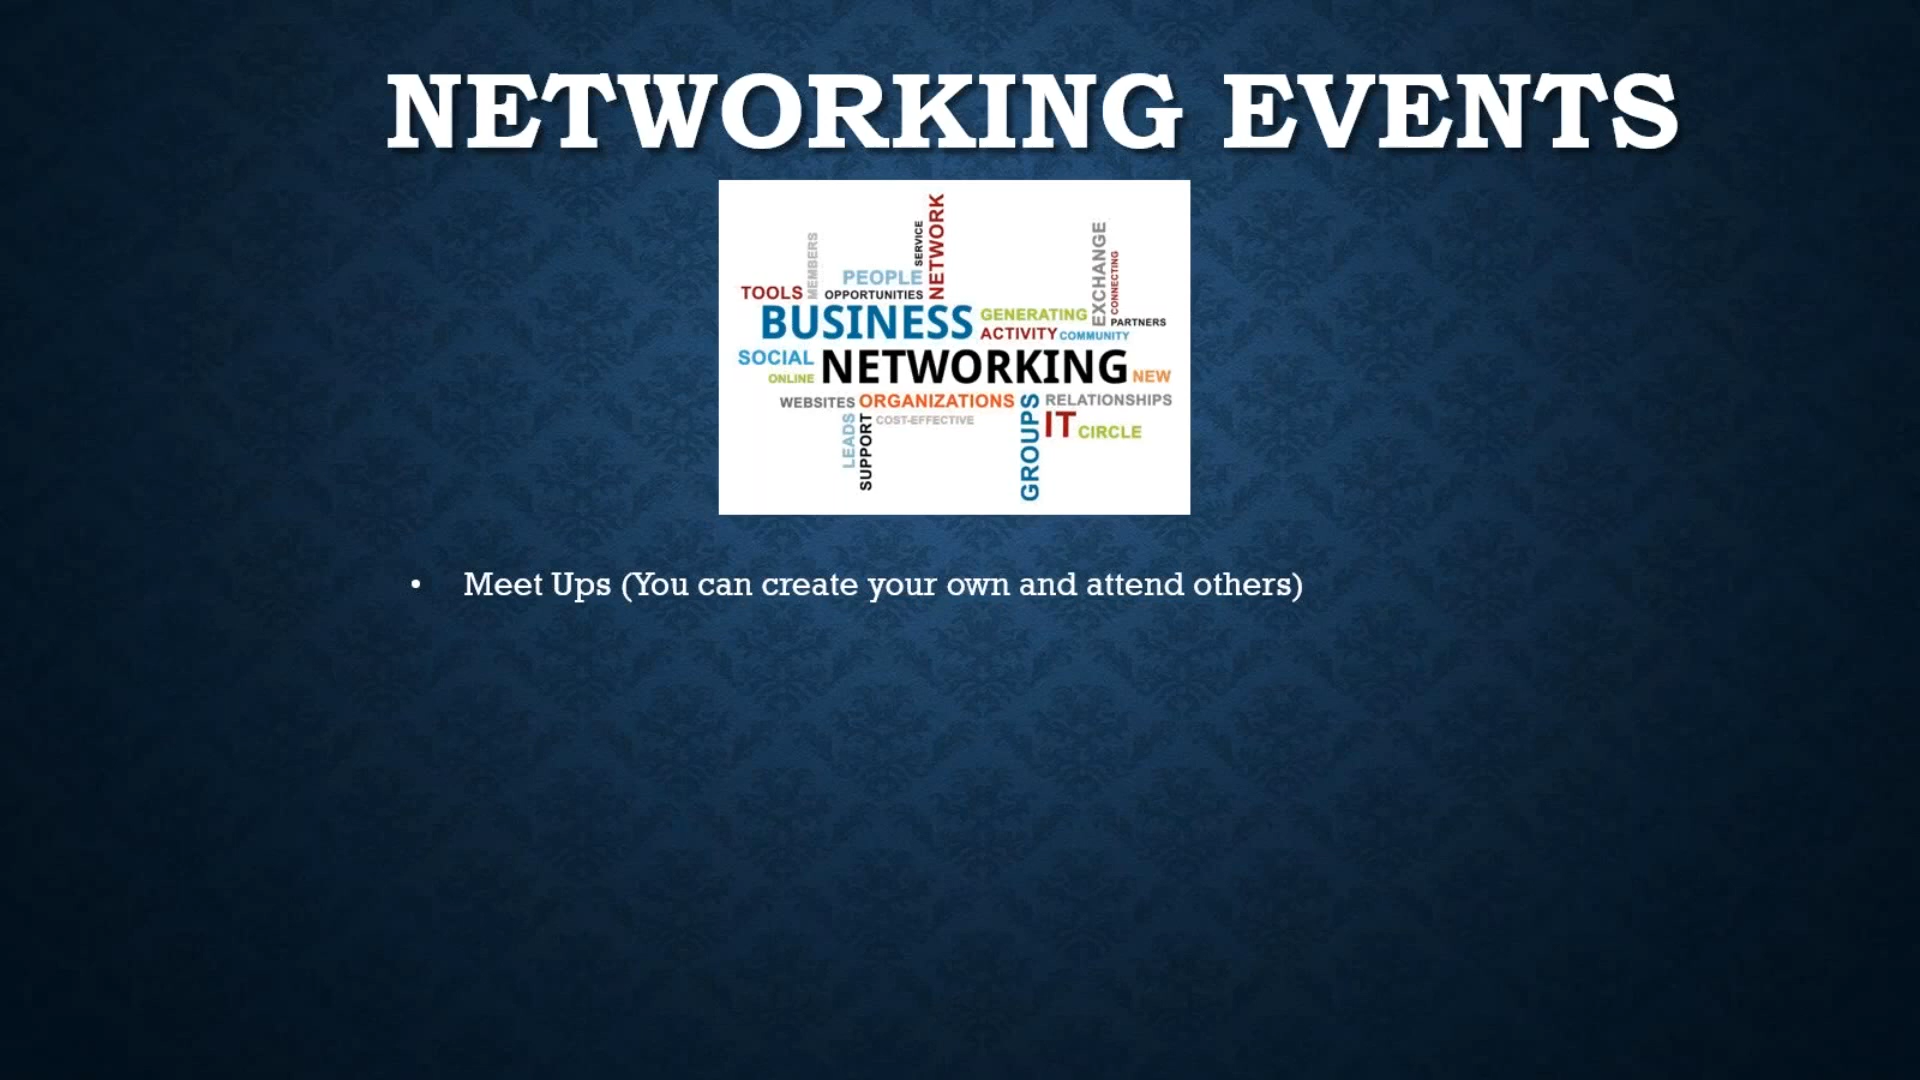 NETWORKING EVENTS
NETWORK
SERVICE
MEMBERS
EXCHANGE
CONNECTING
PEOPLE
TOOLS
OPPORTUNITIES
BUSINESS
GENERATING
PARTNERS
ACTIVITY
COMMUNITY
SOCIAL
NETWORKING
ONLINE
NEW
WEBSITES
ORGANIZATIONS
RELATIONSHIPS
LEADS
SUPPORT
COST-EFFECTIVE
GROUPS
IT
CIRCLE
• Meet Ups (You can create your own and attend others)